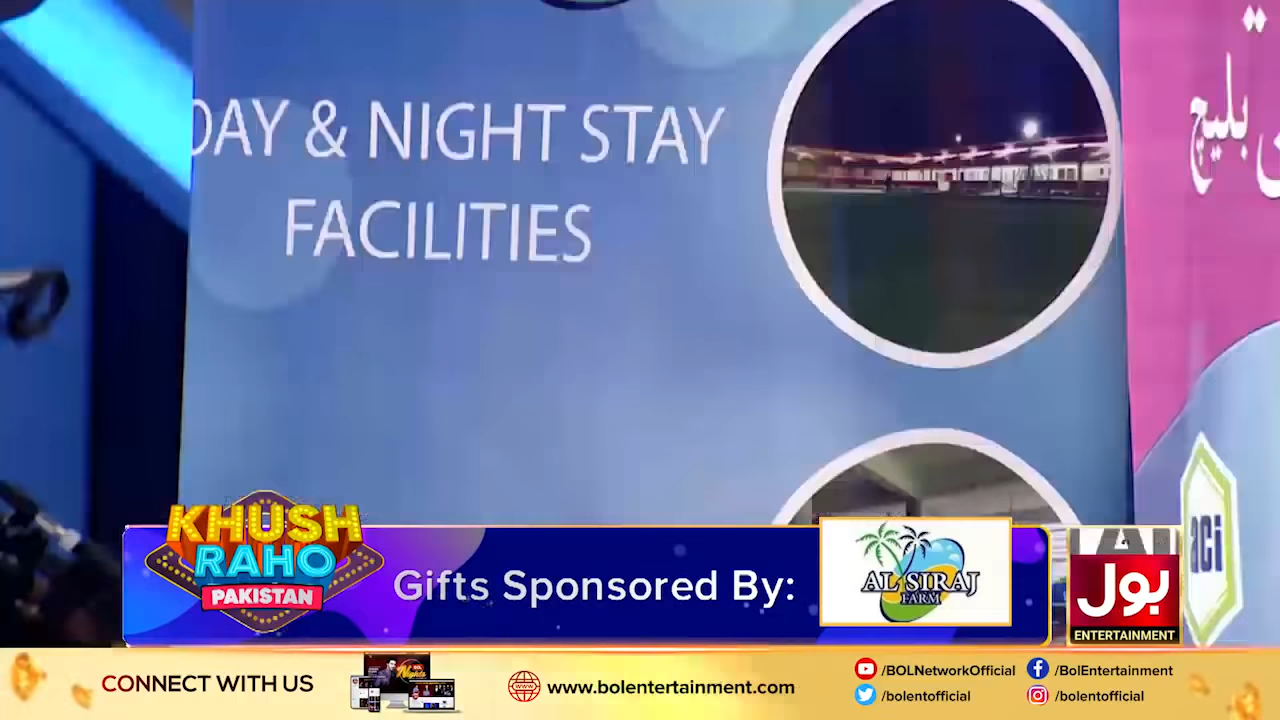 DAY & NIGHT STAY
FACILITIES
بلیچ
aci
KHUSH
RAHO
PAKISTAN
Gifts Sponsored By:
AL SIRAJ
FARM
بول
ENTERTAINMENT
CONNECT WITH US
www.bolentertainment.com
/BOLNetworkOfficial
/BolEntertainment
/bolentofficial
/bolentofficial